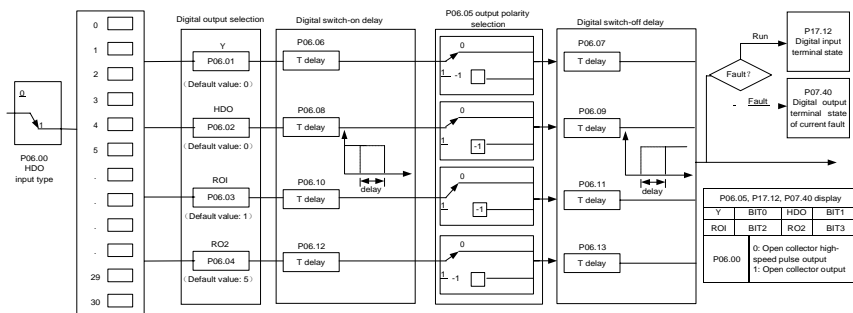 0
1
2
3
4
5
.
.
.
.
29
30
0
1
P06.00
HDO
input type
Digital output selection
Y
P06.01
(Default value: 0)
HDO
P06.02
(Default value: 0)
ROI
P06.03
(Default value: 1)
RO2
P06.04
(Default value: 5)
Digital switch-on delay
P06.06
T delay
P06.08
T delay
delay
P06.10
T delay
P06.12
T delay
P06.05 output polarity
selection
0
1
-1
0
1
-1
0
1
-1
0
1
-1
Digital switch-off delay
P06.07
T delay
P06.09
T delay
delay
P06.11
T delay
P06.13
T delay
Fault?
Run
Fault
P17.12
Digital input
terminal state
P07.40
Digital output
terminal state
of current fault
P06.05, P17.12, P07.40 display
Y BIT0 HDO BIT1
ROI BIT2 RO2 BIT3
P06.00
0: Open collector high-
speed pulse output
1: Open collector output